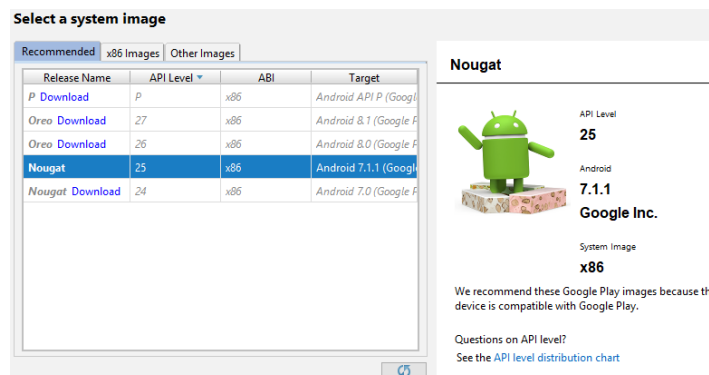 Select a system image
Recommended x86 Images Other Images
Release Name API Level ABI Target
P Download P x86 Android API P (Googl
Oreo Download 27 x86 Android 8.1 (Google P
Oreo Download 26 x86 Android 8.0 (Google P
Nougat 25 x86 Android 7.1.1 (Google
Nougat Download 24 x86 Android 7.0 (Google P
Nougat
API Level
25
Android
7.1.1
Google Inc.
System Image
x86
We recommend these Google Play images because th
device is compatible with Google Play.
Questions on API level?
See the API level distribution chart